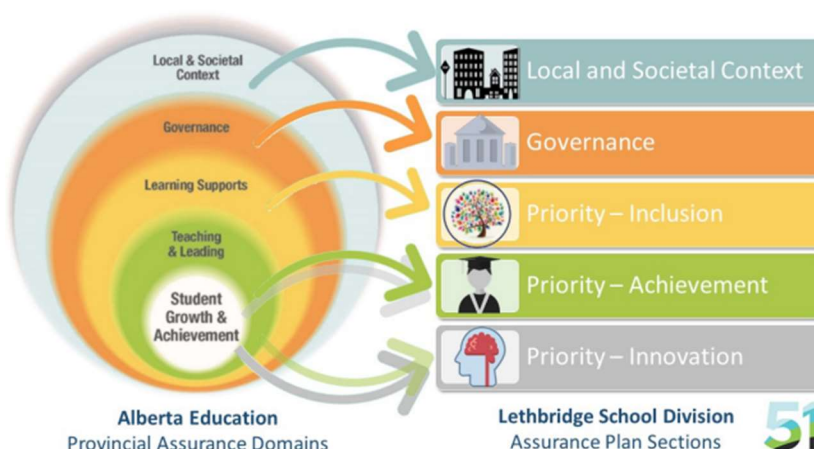 Local & Societal
Context
Governance
Learning Supports
Teaching
& Leading
Student
Growth &
Achievement
Alberta Education
Provincial Assurance Domains
Local and Societal Context
Governance
Priority – Inclusion
Priority – Achievement
Priority – Innovation
Lethbridge School Division
Assurance Plan Sections
51